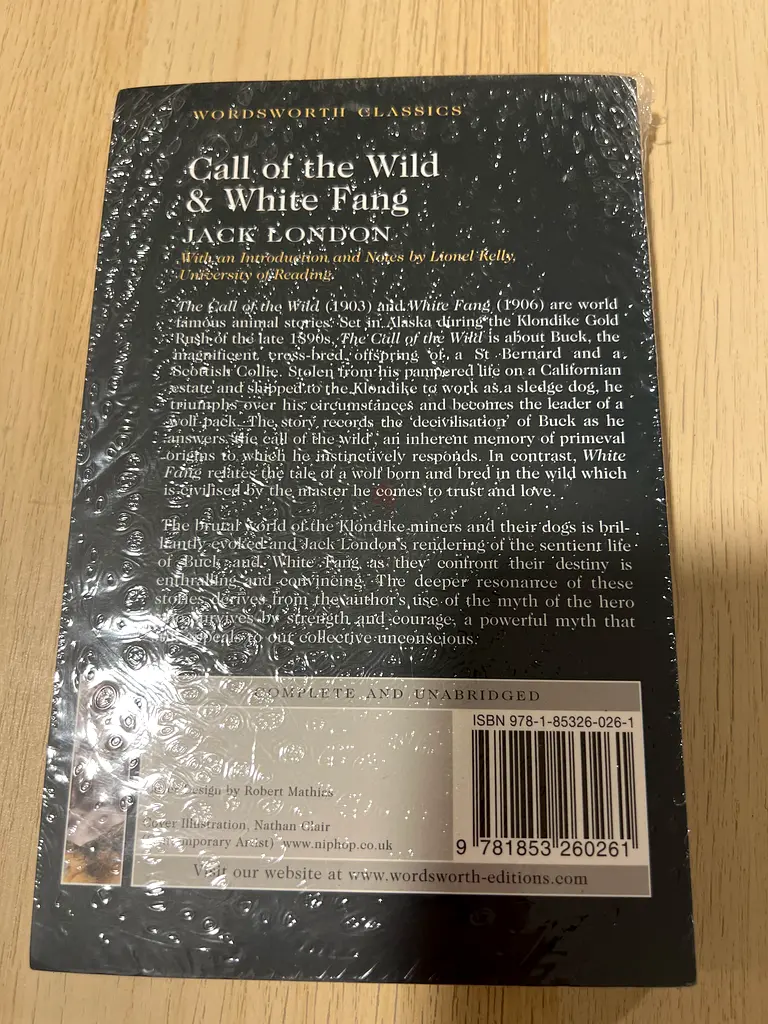 WORDSWORTH CLASSICS
Call of the Wild
& White Fang
JACK LONDON
With an Introduction and Notes by Lionel Kelly,
University of Reading.
The Call of the Wild (1903) and White Fang (1906) are world
famous animal stories. Set in Alaska during the Klondike Gold
Rush of the late 1890s, The Call of the Wild is about Buck, the
magnificent cross-bred offspring of a St Bernard and a
Scottish Collie. Stolen from his pampered life on a Californian
estate and shipped to the Klondike to work as a sledge dog, he
triumphs over his circumstances and becomes the leader of a
wolf pack. The story records the 'decivilisation' of Buck as he
answers 'the call of the wild', an inherent memory of primeval
origins to which he instinctively responds. In contrast, White
Fang relates the tale of a wolf born and bred in the wild which
is civilised by the master he comes to trust and love.
The brutal world of the Klondike miners and their dogs is bril-
liantly evoked and Jack London's rendering of the sentient life
of Buck and White Fang as they confront their destiny is
enthralling and convincing. The deeper resonance of these
stories derives from the author's use of the myth of the hero
survives by strength and courage, a powerful myth that
appeals to our collective unconscious.
COMPLETE AND UNABRIDGED
ISBN 978-1-85326-026-1
Design by Robert Mathias
Cover Illustration, Nathan Clair
www.niphop.co.uk
9 781853 260261
Visit our website at www.wordsworth-editions.com